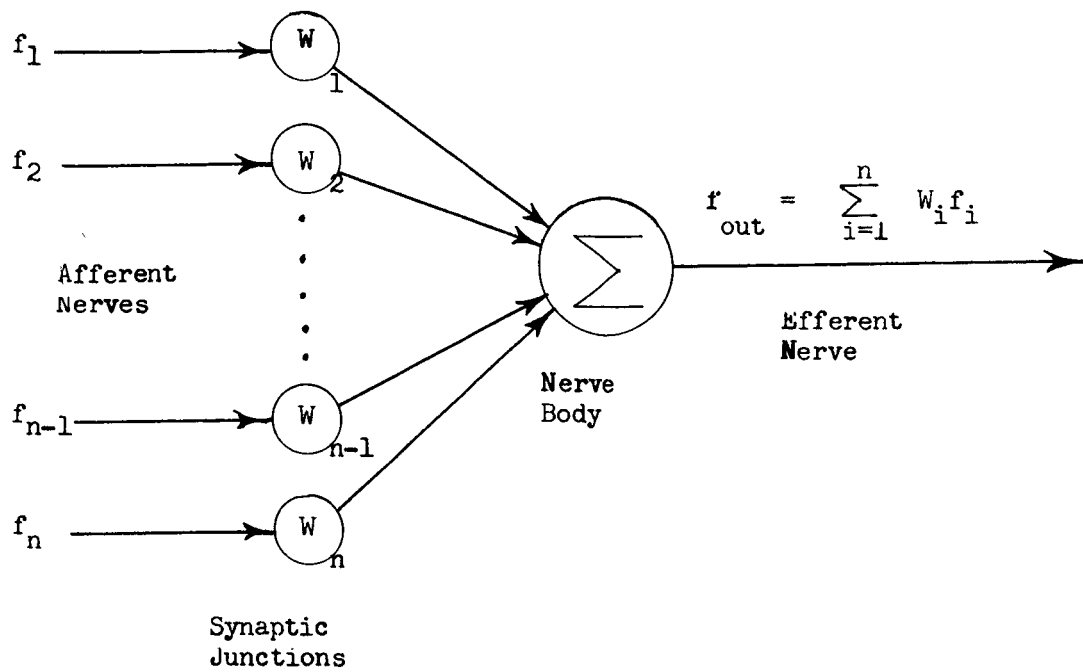 f₁
W₁
f₂
W₂
Afferent
Nerves
f_out = ∑_{i=1}^{n} W_i f_i
∑
Efferent
Nerve
Nerve
Body
f_{n-1}
W_{n-1}
f_n
W_n
Synaptic
Junctions